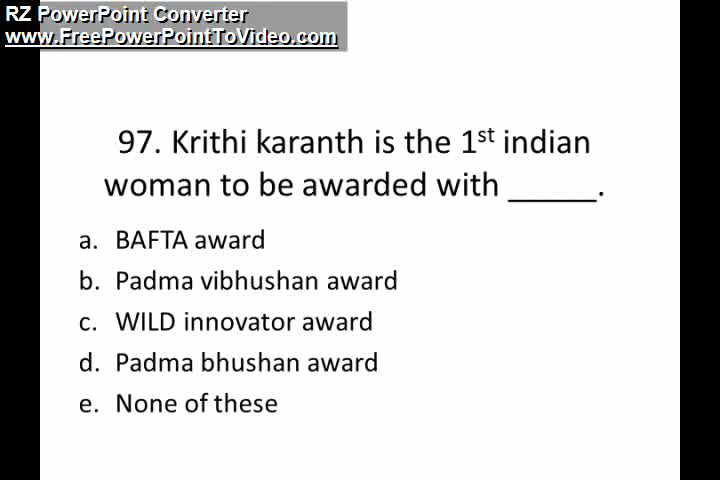 RZ PowerPoint Converter
www.FreePowerPointToVideo.com
97. Krithi karanth is the 1st indian
woman to be awarded with _____.
a. BAFTA award
b. Padma vibhushan award
c. WILD innovator award
d. Padma bhushan award
e. None of these